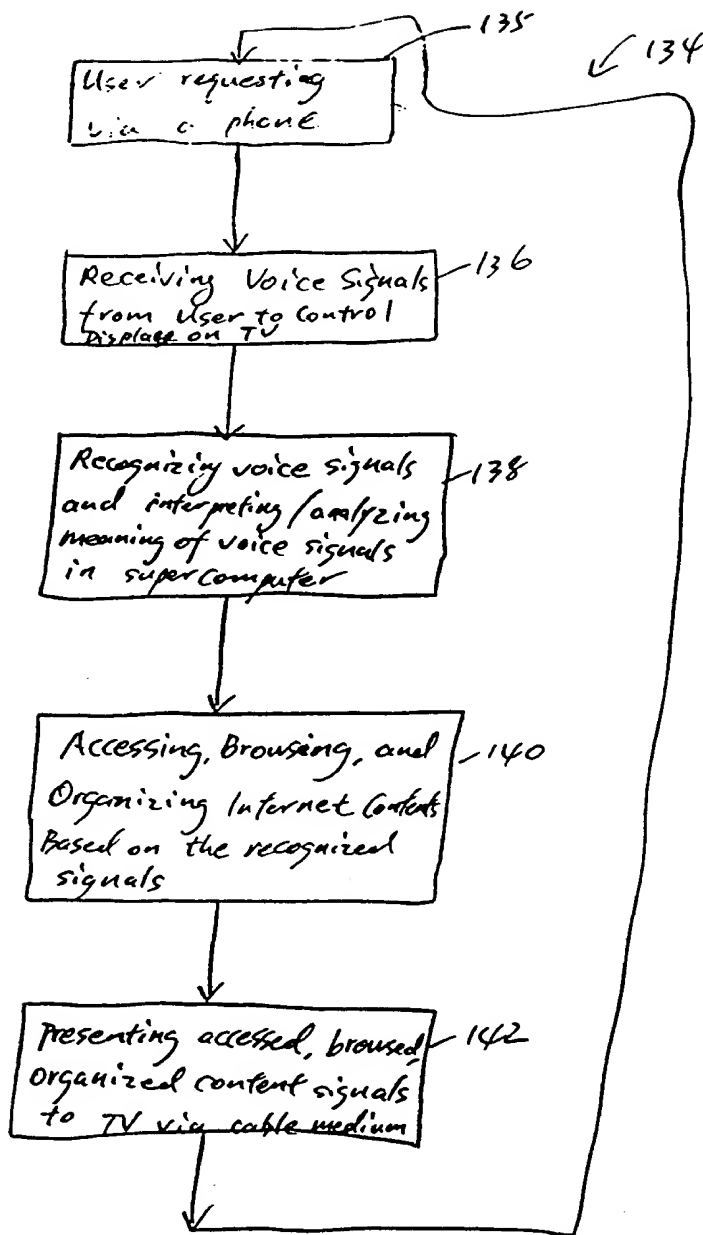 135
134
User requesting
via a phone
136
Receiving Voice Signals
from User to Control
Display on TV
138
Recognizing voice signals
and interpreting/analyzing
meaning of voice signals
in supercomputer
140
Accessing, Browsing, and
Organizing Internet Contents
Based on the recognized
signals
142
Presenting accessed, browsed,
organized content signals
to TV via cable medium